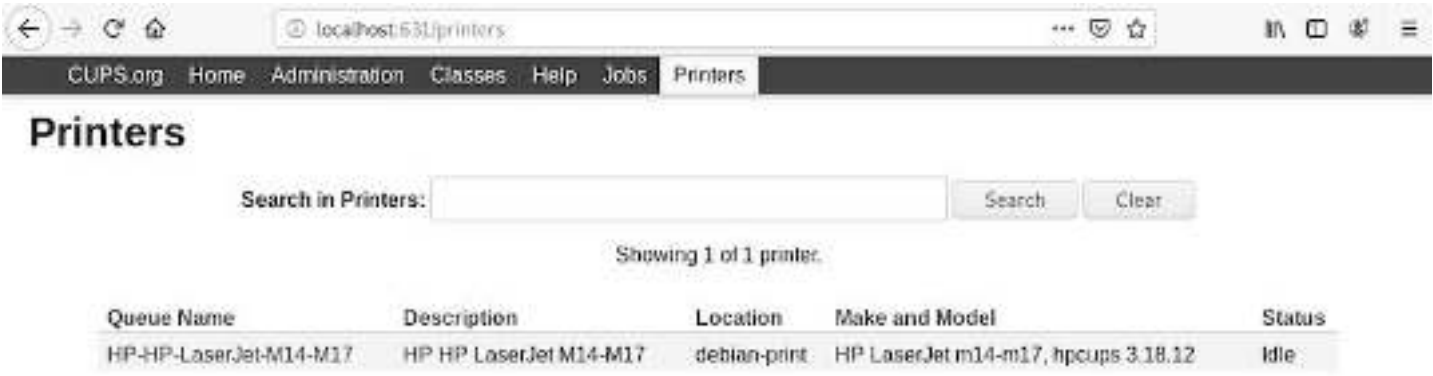 localhost:631/printers
CUPS.org Home Administration Classes Help Jobs Printers
Printers
Search in Printers: Search Clear
Showing 1 of 1 printer.
Queue Name Description Location Make and Model Status
HP-HP-LaserJet-M14-M17 HP HP LaserJet M14-M17 debian-print HP LaserJet m14-m17, hpcups 3.18.12 Idle